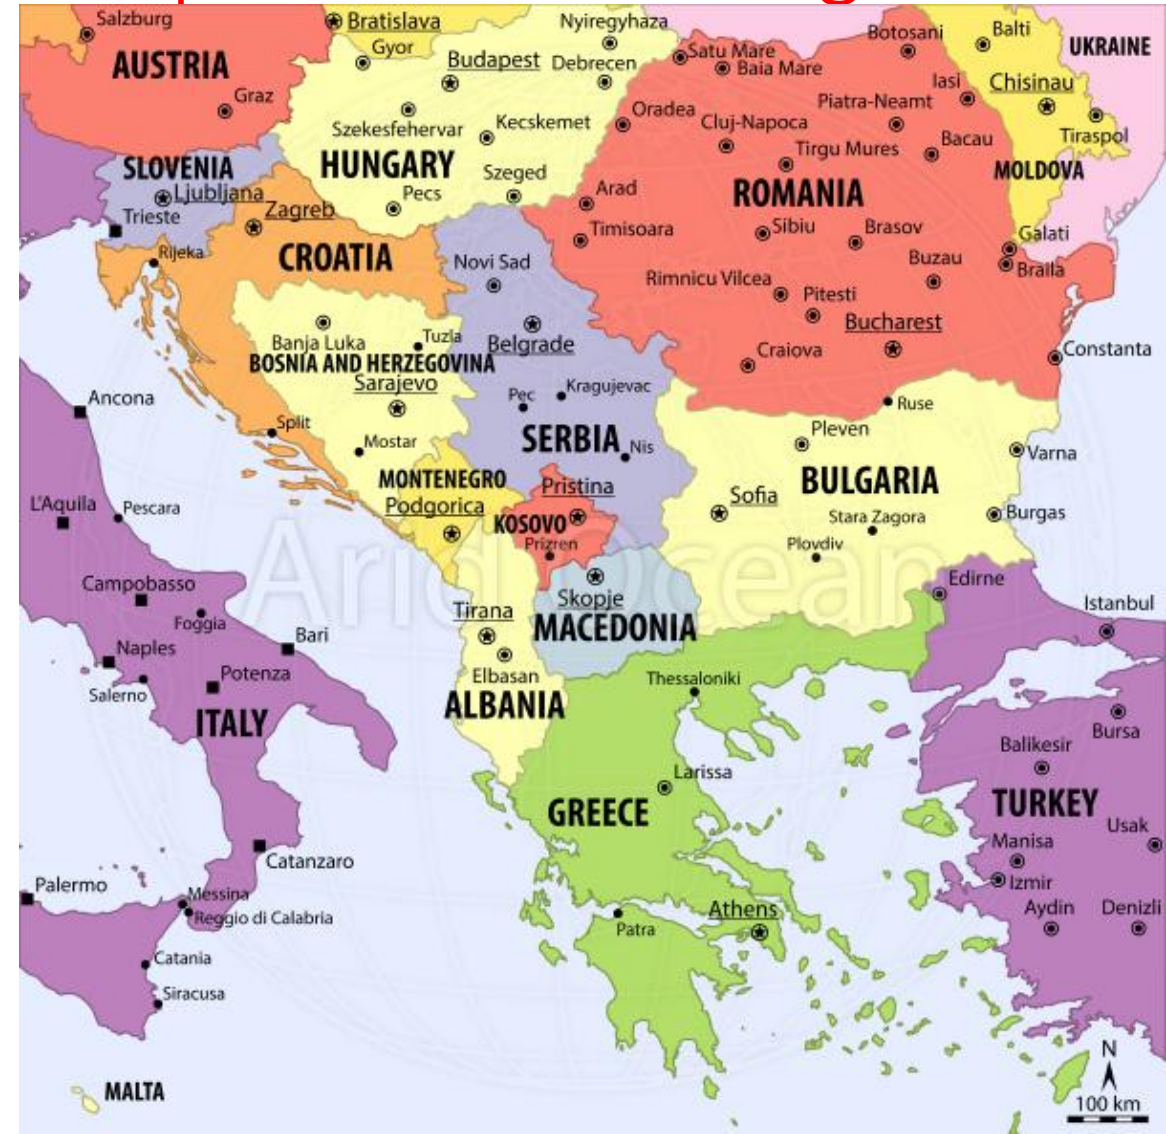 Salzburg
Bratislava
Nyiregyhaza
Botosani
Balti
UKRAINE
AUSTRIA
Gyor
Budapest
Debrecen
Satu Mare
Baia Mare
Iasi
Chisinau
Graz
Szekesfehervar
Kecskemet
Oradea
Cluj-Napoca
Piatra-Neamt
Bacau
Tiraspol
SLOVENIA
HUNGARY
Szeged
Tirgu Mures
MOLDOVA
Ljubljana
Pecs
Arad
ROMANIA
Trieste
Zagreb
Timisoara
Sibiu
Brasov
Galati
Rijeka
CROATIA
Novi Sad
Buzau
Braila
Rimnicu Vilcea
Pitesti
Banja Luka
Tuzla
Belgrade
Bucharest
BOSNIA AND HERZEGOVINA
Craiova
Constanta
Sarajevo
Pec
Kragujevac
Ancona
Ruse
Split
Mostar
SERBIA
Nis
Pleven
Varna
MONTENEGRO
Pristina
Sofia
BULGARIA
L'Aquila
Pescara
Podgorica
KOSOVO
Stara Zagora
Burgas
Prizren
Plovdiv
Arid Ocean
Campobasso
Skopje
Edirne
Foggia
Tirana
MACEDONIA
Istanbul
Naples
Bari
Salerno
Potenza
Elbasan
Thessaloniki
ITALY
ALBANIA
Bursa
Balikesir
Larissa
GREECE
TURKEY
Usak
Catanzaro
Manisa
Palermo
Messina
Izmir
Reggio di Calabria
Patra
Athens
Aydin
Denizli
Catania
Siracusa
N
MALTA
100 km